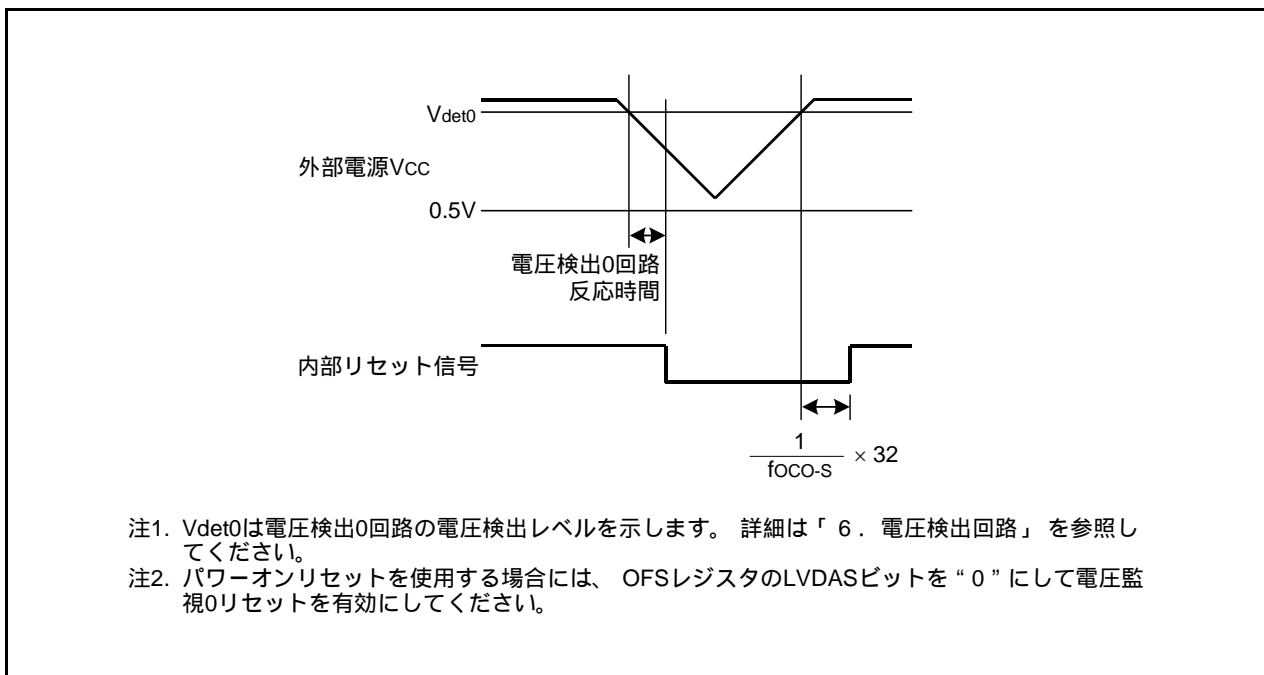 Vdet0
外部電源VCC
0.5V
電圧検出0回路
反応時間
内部リセット信号
1
fOCO-S
× 32
注1. Vdet0は電圧検出0回路の電圧検出レベルを示します。 詳細は「 6 . 電圧検出回路」 を参照し
てください。
注2. パワーオンリセットを使用する場合には、 OFSレジスタのLVDASビットを “ 0 ” にして電圧監
視0リセットを有効にしてください。